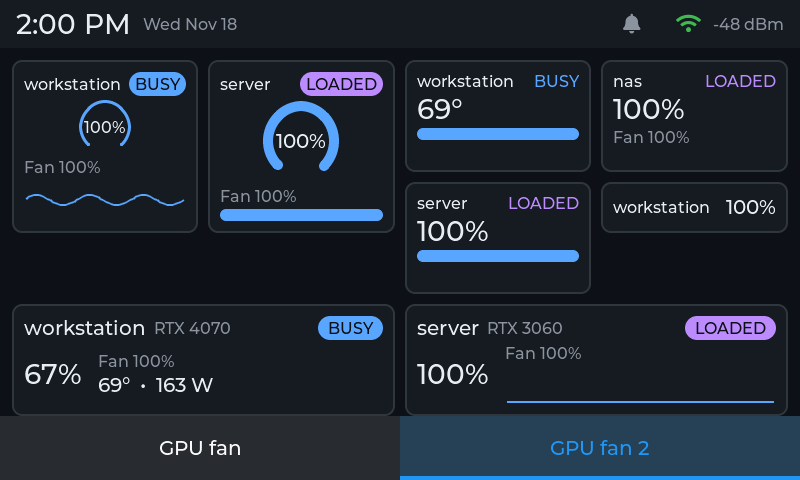 2:00 PM Wed Nov 18 -48 dBm
workstation BUSY
100%
Fan 100%
server LOADED
100%
Fan 100%
workstation BUSY
69°
nas LOADED
100%
Fan 100%
server LOADED
100%
workstation 100%
workstation RTX 4070 BUSY
67%
Fan 100%
69° • 163 W
server RTX 3060 LOADED
100%
Fan 100%
GPU fan
GPU fan 2